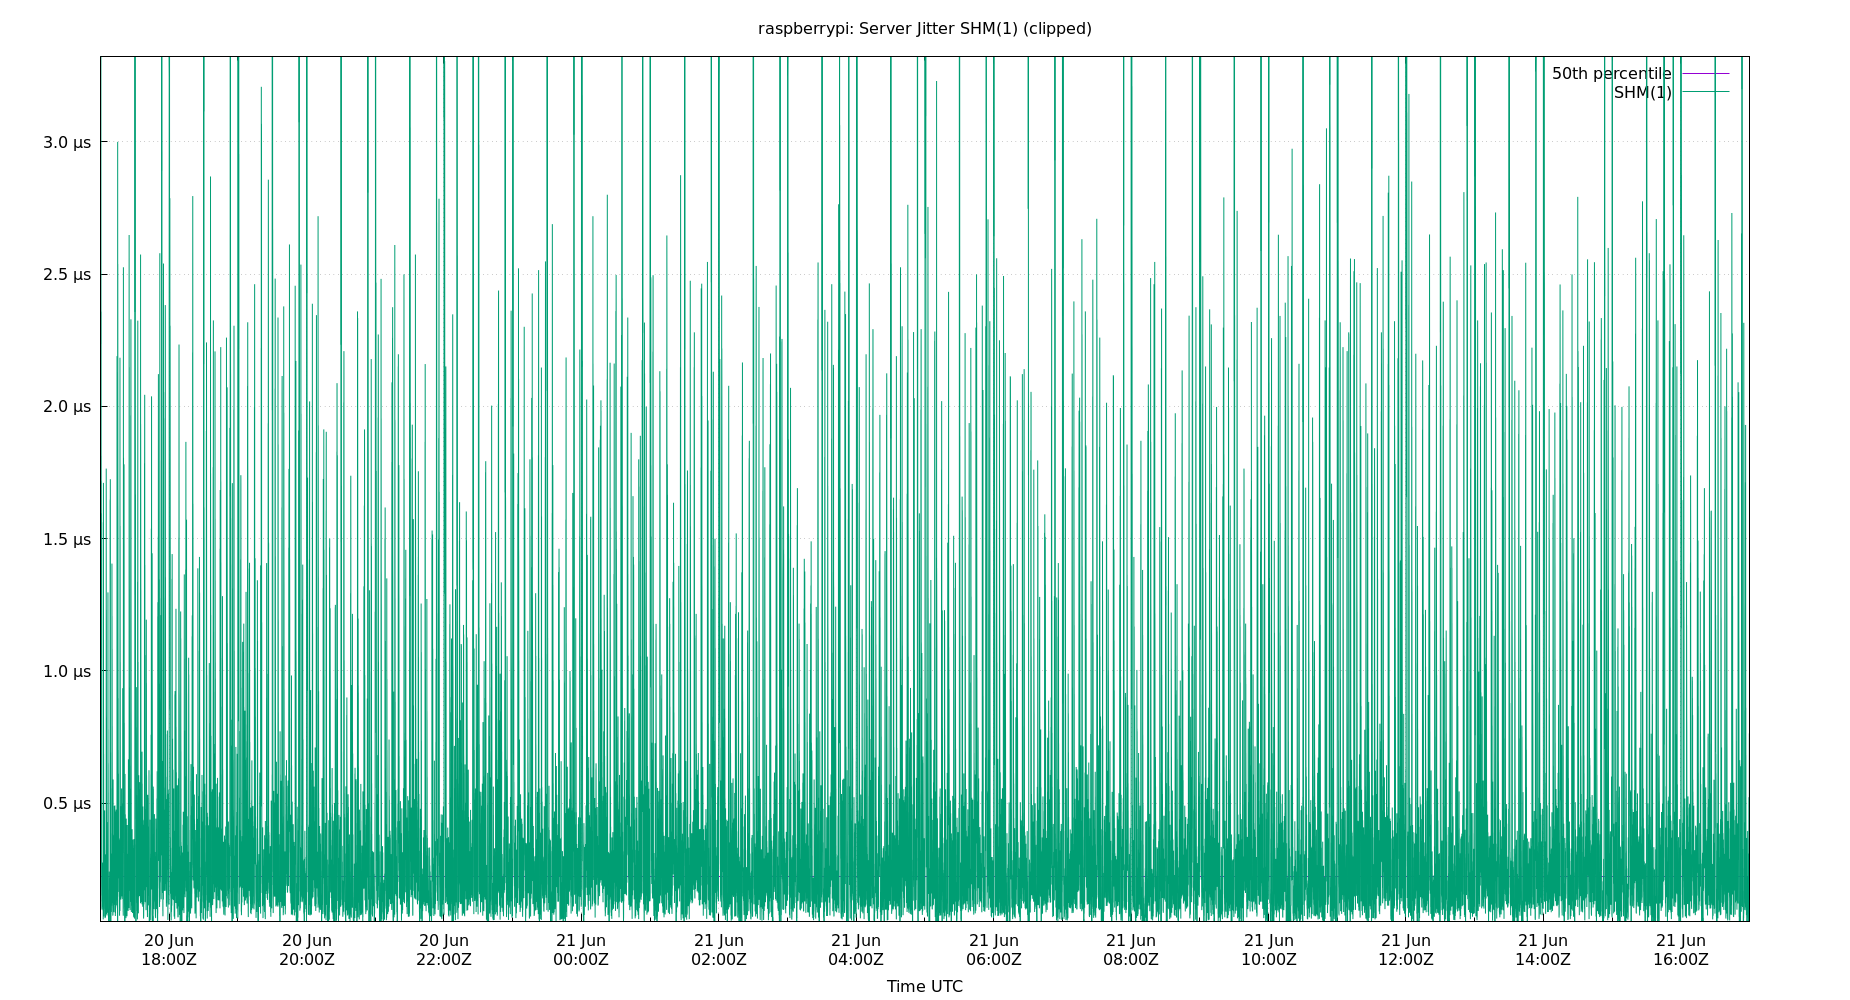 raspberrypi: Server Jitter SHM(1) (clipped)
50th percentile
SHM(1)
3.0 µs
2.5 µs
2.0 µs
1.5 µs
1.0 µs
0.5 µs
20 Jun 20 Jun 20 Jun 21 Jun 21 Jun 21 Jun 21 Jun 21 Jun 21 Jun 21 Jun 21 Jun 21 Jun
18:00Z 20:00Z 22:00Z 00:00Z 02:00Z 04:00Z 06:00Z 08:00Z 10:00Z 12:00Z 14:00Z 16:00Z
Time UTC